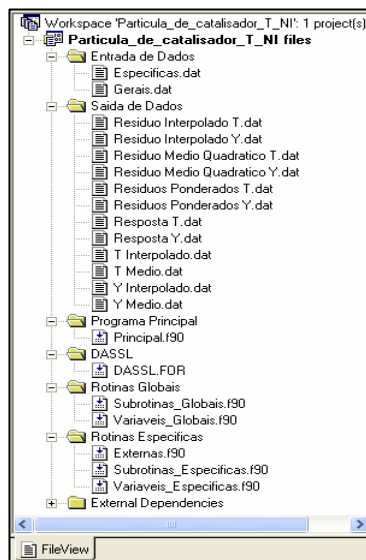 Workspace 'Particula_de_catalisador_T_NI': 1 project(s)
Particula_de_catalisador_T_NI files
Entrada de Dados
Especificas.dat
Gerais.dat
Saida de Dados
Residuo Interpolado T.dat
Residuo Interpolado Y.dat
Residuo Medio Quadratico T.dat
Residuo Medio Quadratico Y.dat
Residuos Ponderados T.dat
Residuos Ponderados Y.dat
Resposta T.dat
Resposta Y.dat
T Interpolado.dat
T Medio.dat
Y Interpolado.dat
Y Medio.dat
Programa Principal
Principal.f90
DASSL
DASSL.FOR
Rotinas Globais
Subrotinas_Globais.f90
Variaveis_Globais.f90
Rotinas Especificas
Externas.f90
Subrotinas_Especificas.f90
Variaveis_Especificas.f90
External Dependencies
FileView